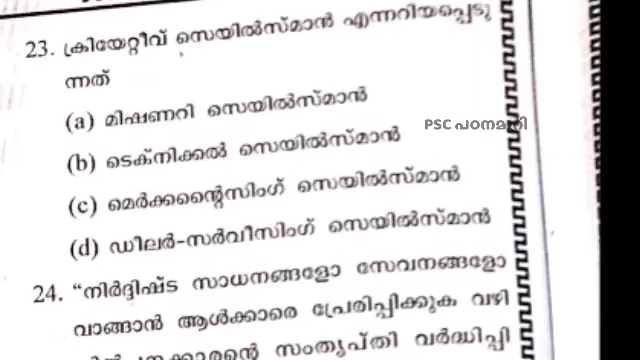 23. ക്രിയേറ്റീവ് സെയിൽസ്മാൻ എന്നറിയപ്പെടു
ന്നത്
(a) മിഷണറി സെയിൽസ്മാൻ
PSC പഠനമുറി
(b) ടെക്നിക്കൽ സെയിൽസ്മാൻ
(c) മെർക്കന്റൈസിംഗ് സെയിൽസ്മാൻ
(d) ഡീലർ-സർവീസിംഗ് സെയിൽസ്മാൻ
24. “നിർദ്ദിഷ്ട സാധനങ്ങളോ സേവനങ്ങളോ
വാങ്ങാൻ ആൾക്കാരെ പ്രേരിപ്പിക്കുക വഴി
സംതൃപ്തി വർദ്ധിപ്പി